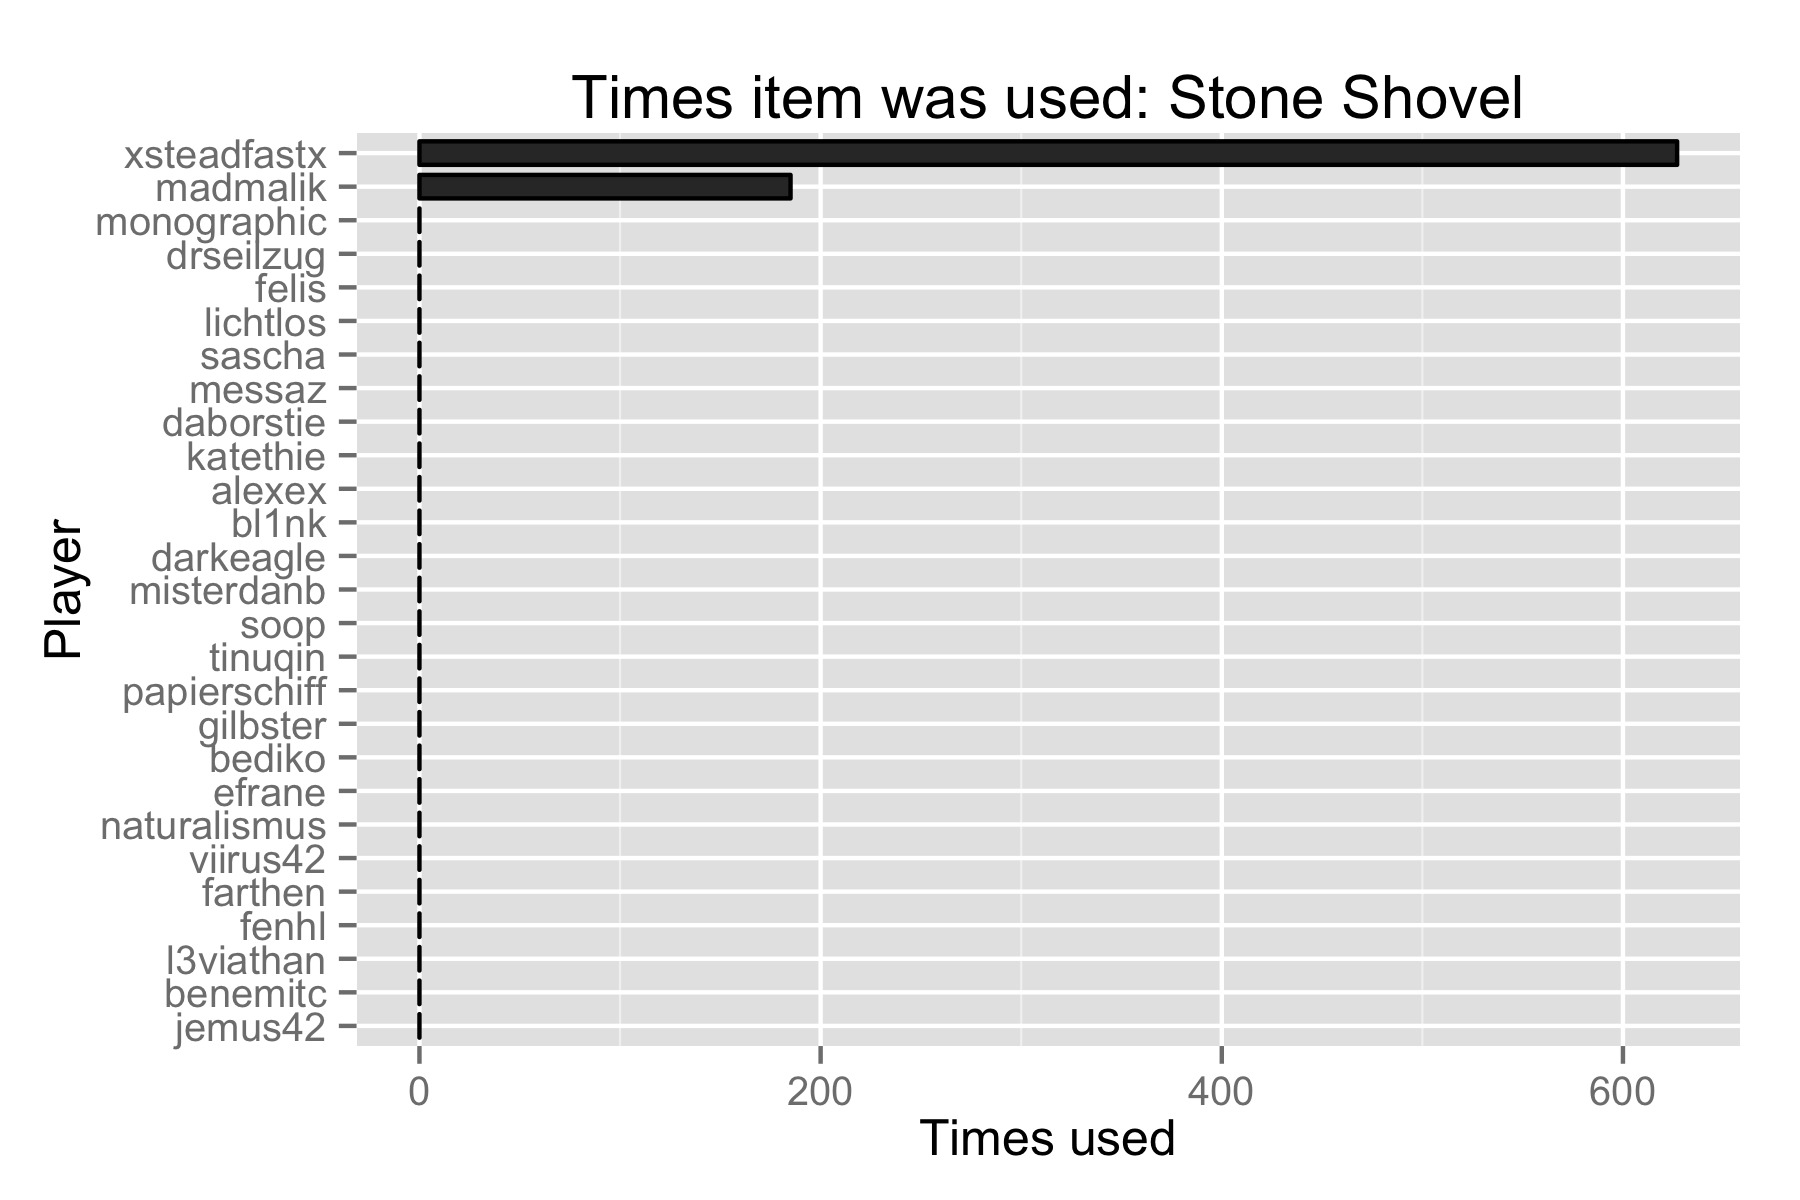 Times item was used: Stone Shovel
xsteadfastx
madmalik
monographic
drseilzug
felis
lichtlos
sascha
messaz
daborstie
katethie
alexex
bl1nk
darkeagle
misterdanb
soop
tinuqin
papierschiff
gilbster
bediko
efrane
naturalismus
viirus42
farthen
fenhl
l3viathan
benemitc
jemus42
Player
0 200 400 600
Times used